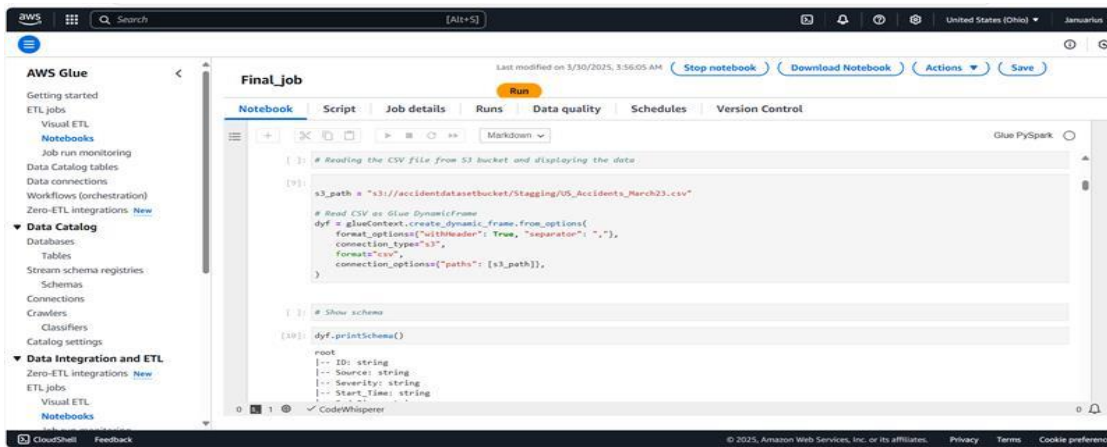 aws
Search
[Alt+S]
United States (Ohio)
Januarius
AWS Glue
Getting started
ETL jobs
Visual ETL
Notebooks
Job run monitoring
Data Catalog tables
Data connections
Workflows (orchestration)
Zero-ETL integrations New
Data Catalog
Databases
Tables
Stream schema registries
Schemas
Connections
Crawlers
Classifiers
Catalog settings
Data Integration and ETL
Zero-ETL integrations New
ETL jobs
Visual ETL
Notebooks
Job run monitoring
Final_job
Last modified on 3/30/2025, 3:56:05 AM
Stop notebook
Download Notebook
Actions
Save
Run
Notebook Script Job details Runs Data quality Schedules Version Control
Markdown
Glue PySpark
[ ]: # Reading the CSV file from S3 bucket and displaying the data
[9]:
s3_path = "s3://accidentdatasetbucket/Stagging/US_Accidents_March23.csv"
# Read CSV as Glue DynamicFrame
dyf = glueContext.create_dynamic_frame.from_options(
format_options={"withHeader": True, "separator": ","},
connection_type="s3",
format="csv",
connection_options={"paths": [s3_path]},
)
[ ]: # Show schema
[10]: dyf.printSchema()
root
|-- ID: string
|-- Source: string
|-- Severity: string
|-- Start_Time: string
0 1 CodeWhisperer
0
CloudShell Feedback
© 2025, Amazon Web Services, Inc. or its affiliates. Privacy Terms Cookie preferenc